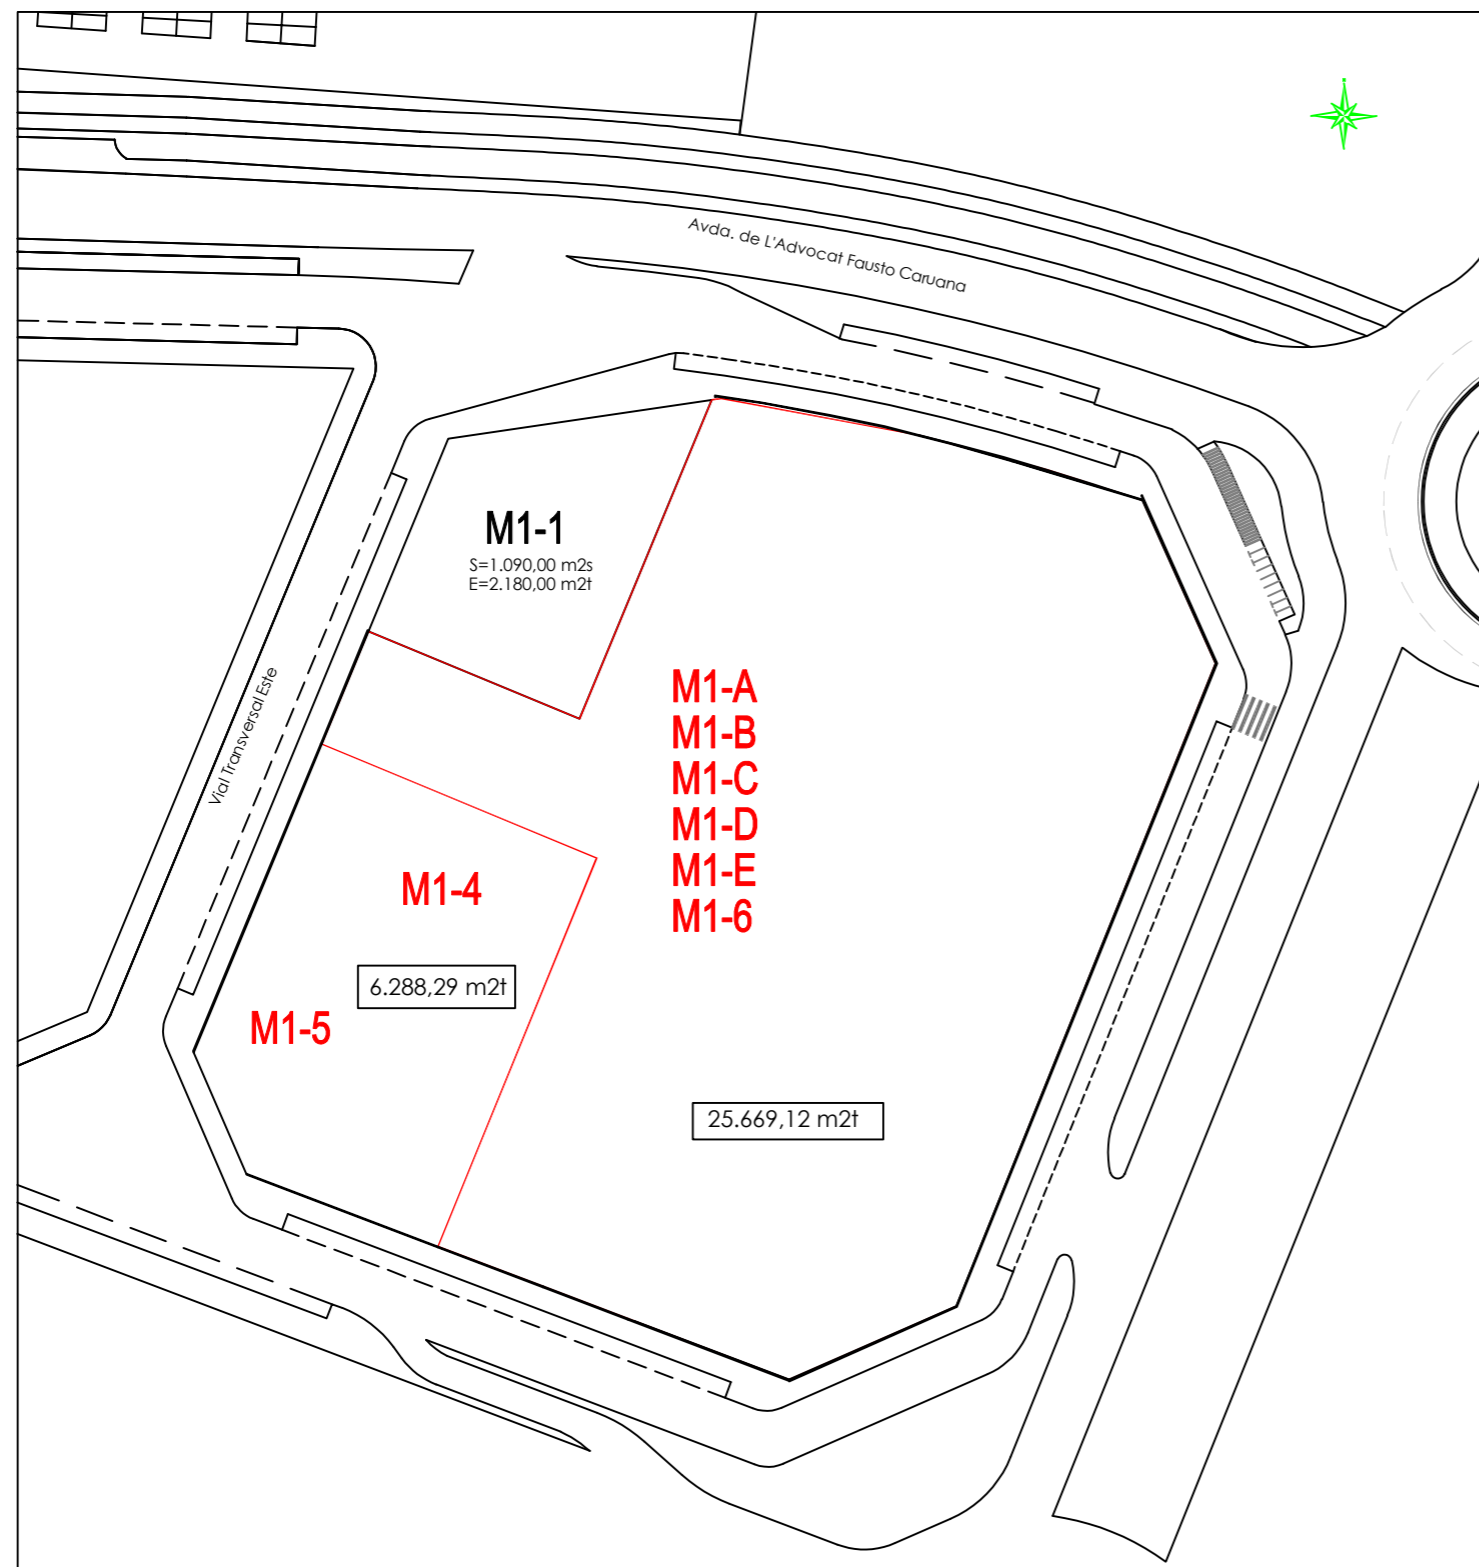 Avda. de L'Advocat Fausto Caruana
M1-1
S=1.090,00 m2s
E=2.180,00 m2t
Vial Transversal Este
M1-A
M1-B
M1-C
M1-D
M1-E
M1-6
M1-4
6.288,29 m2t
M1-5
25.669,12 m2t